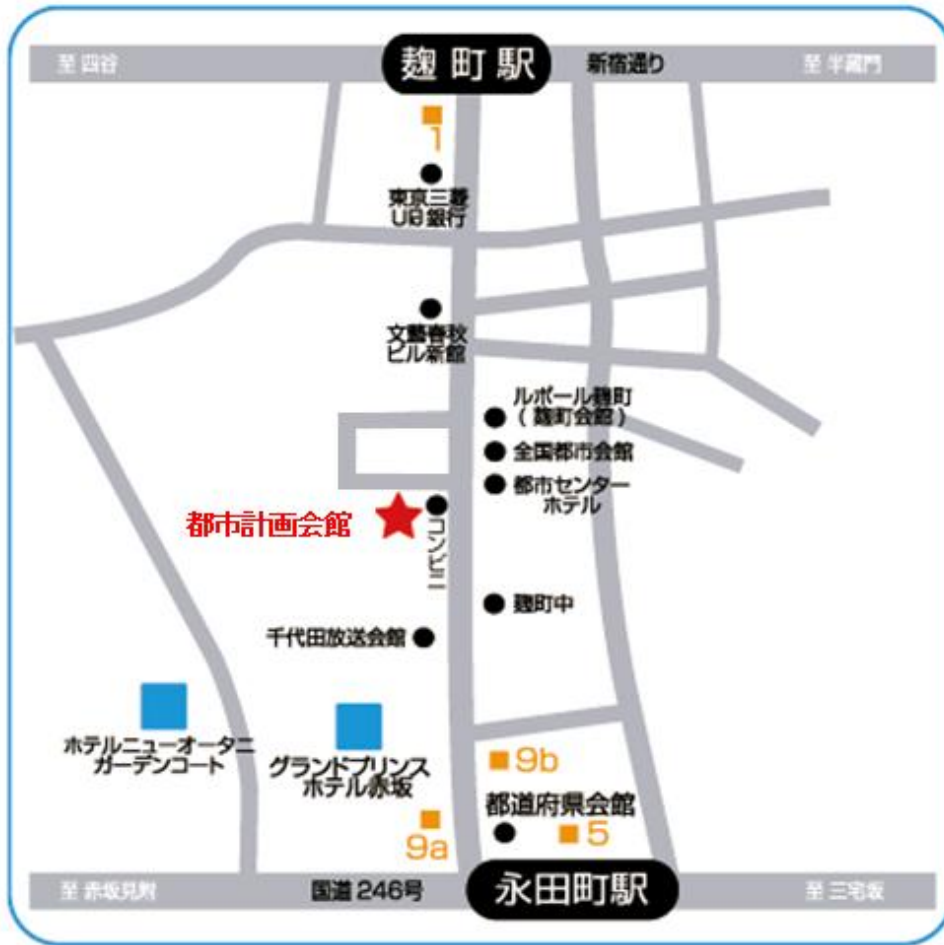 至 四谷
麹町駅
新宿通り
至 半蔵門
1
東京三菱
UFJ銀行
文藝春秋
ビル新館
ルポール麹町
( 麹町会館 )
全国都市会館
都市センター
ホテル
都市計画会館
コンビニ
麹町中
千代田放送会館
ホテルニューオータニ
ガーデンコート
グランドプリンス
ホテル赤坂
9b
都道府県会館
5
9a
至 赤坂見附
国道246号
永田町駅
至 三宅坂